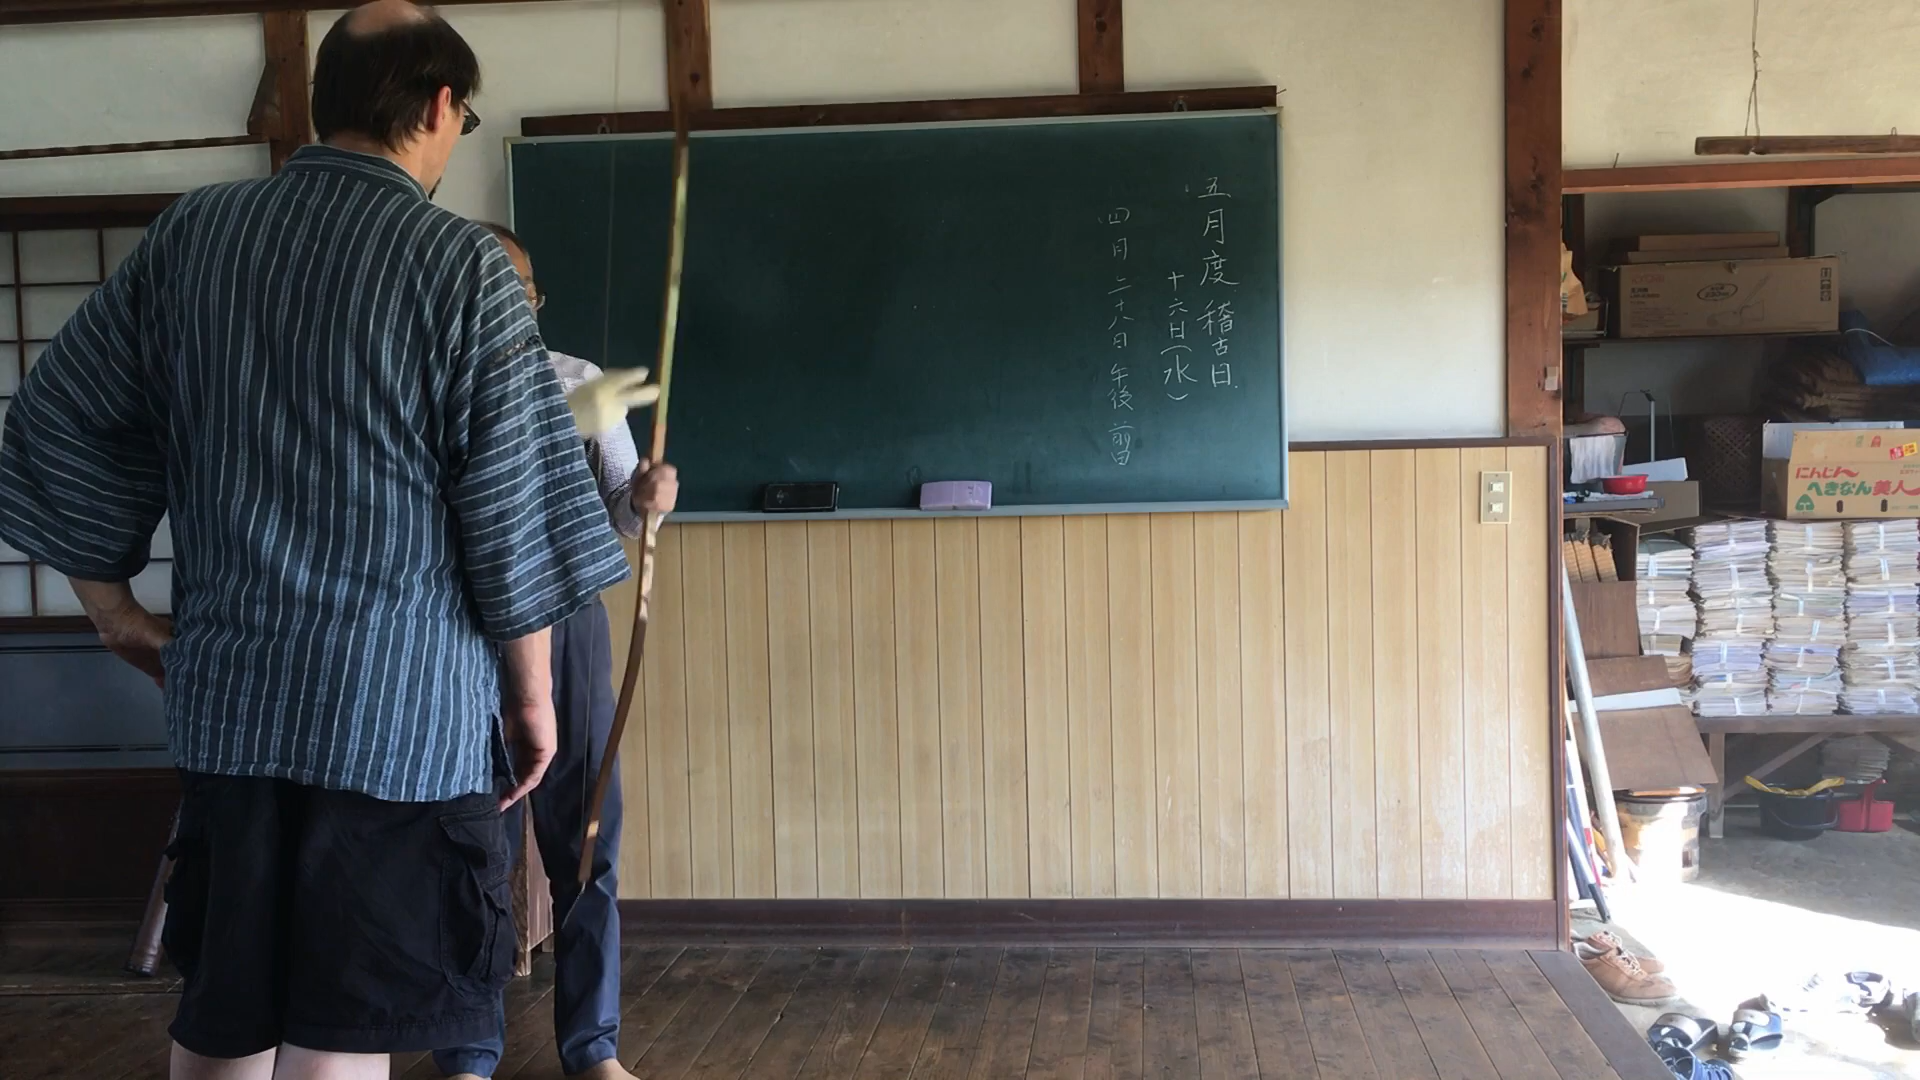 五月度稽古日
十六日(水)
四月二十八日午後 前田
にんじん
へきなん美人